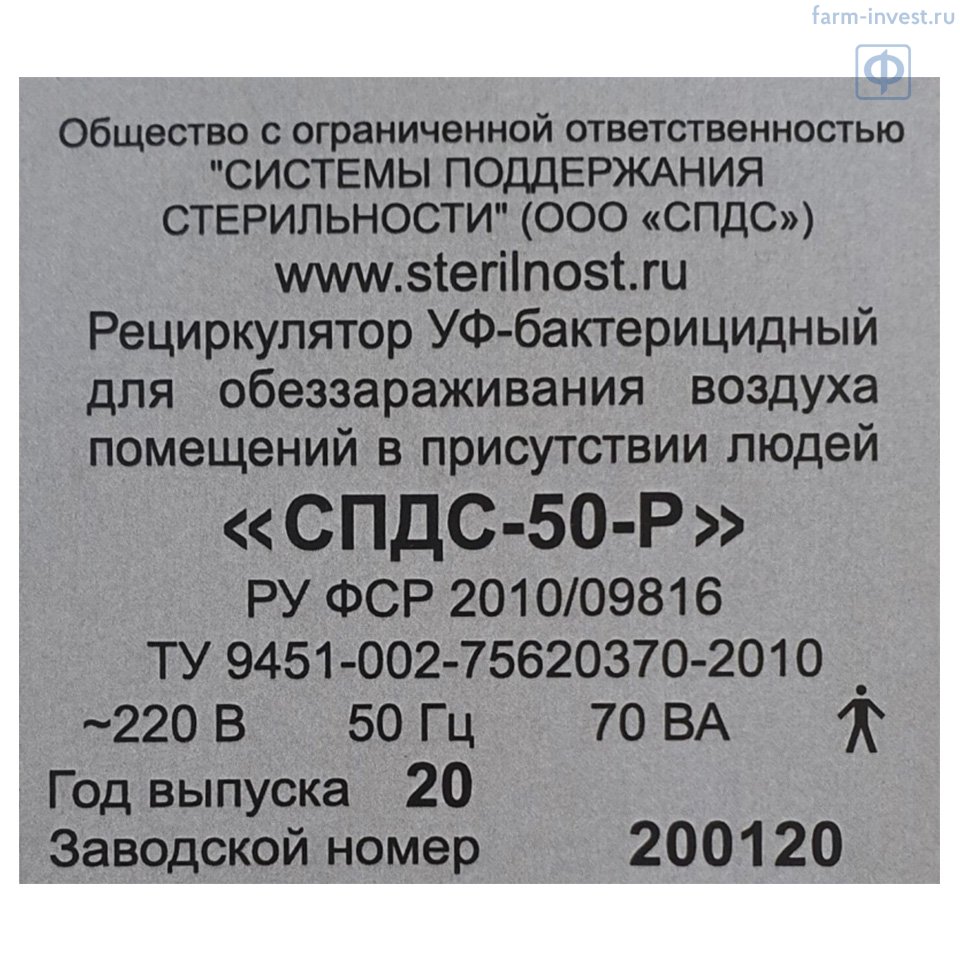 farm-invest.ru
Ф
Общество с ограниченной ответственностью
"СИСТЕМЫ ПОДДЕРЖАНИЯ
СТЕРИЛЬНОСТИ" (ООО «СПДС»)
www.sterilnost.ru
Рециркулятор УФ-бактерицидный
для обеззараживания воздуха
помещений в присутствии людей
«СПДС-50-Р»
РУ ФСР 2010/09816
ТУ 9451-002-75620370-2010
~220 В 50 Гц 70 ВА
Год выпуска 20
Заводской номер 200120